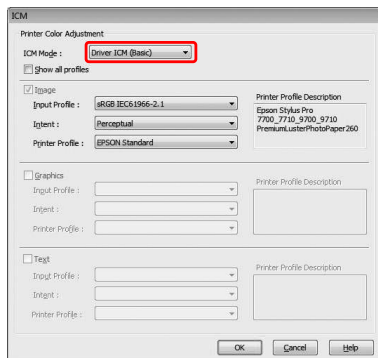 ICM
Printer Color Adjustment
ICM Mode : Driver ICM (Basic)
Show all profiles
Image
Input Profile : sRGB IEC61966-2.1
Intent : Perceptual
Printer Profile : EPSON Standard
Printer Profile Description
Epson Stylus Pro
7700_7710_9700_9710
PremiumLusterPhotoPaper260
Graphics
Input Profile :
Intent :
Printer Profile :
Printer Profile Description
Text
Input Profile :
Intent :
Printer Profile :
Printer Profile Description
OK Cancel Help